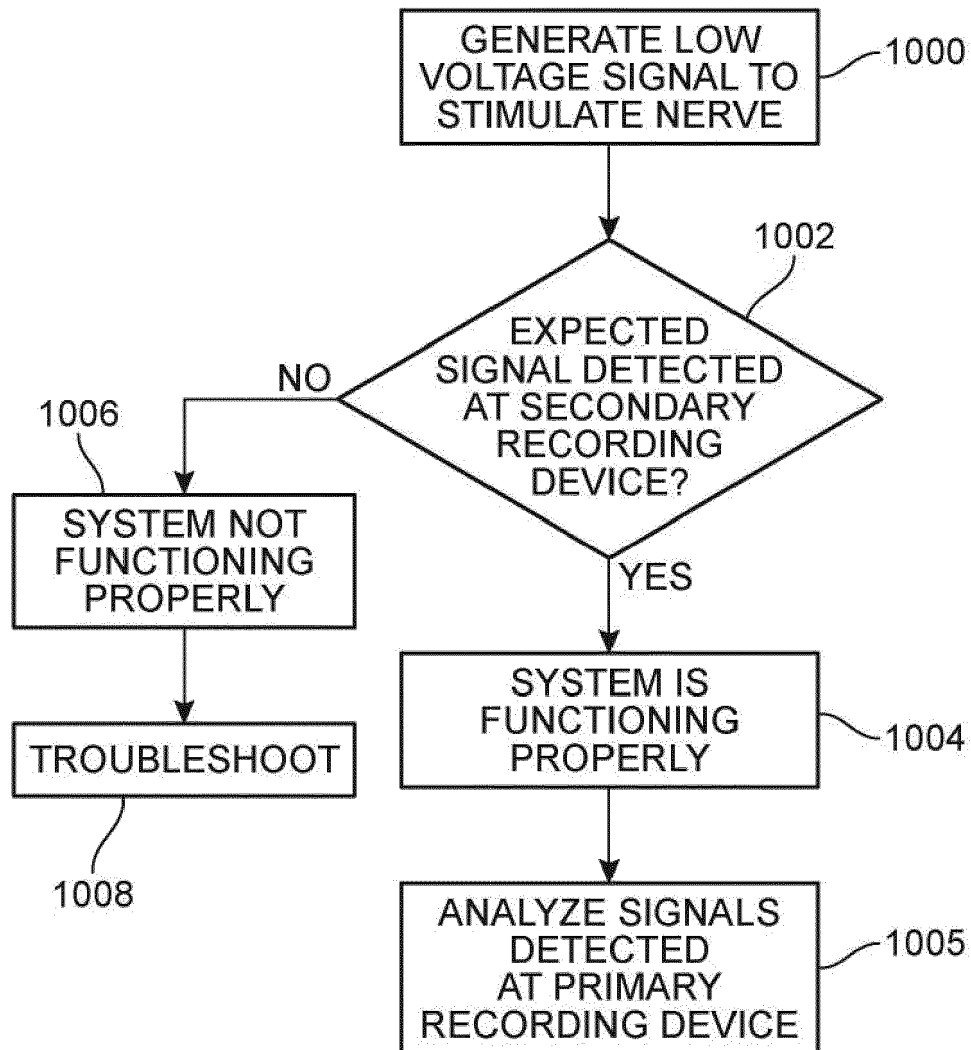 GENERATE LOW
VOLTAGE SIGNAL TO
STIMULATE NERVE
1000
1002
EXPECTED
SIGNAL DETECTED
AT SECONDARY
RECORDING
DEVICE?
NO
1006
SYSTEM NOT
FUNCTIONING
PROPERLY
YES
SYSTEM IS
FUNCTIONING
PROPERLY
1004
TROUBLESHOOT
1008
ANALYZE SIGNALS
DETECTED
AT PRIMARY
RECORDING DEVICE
1005